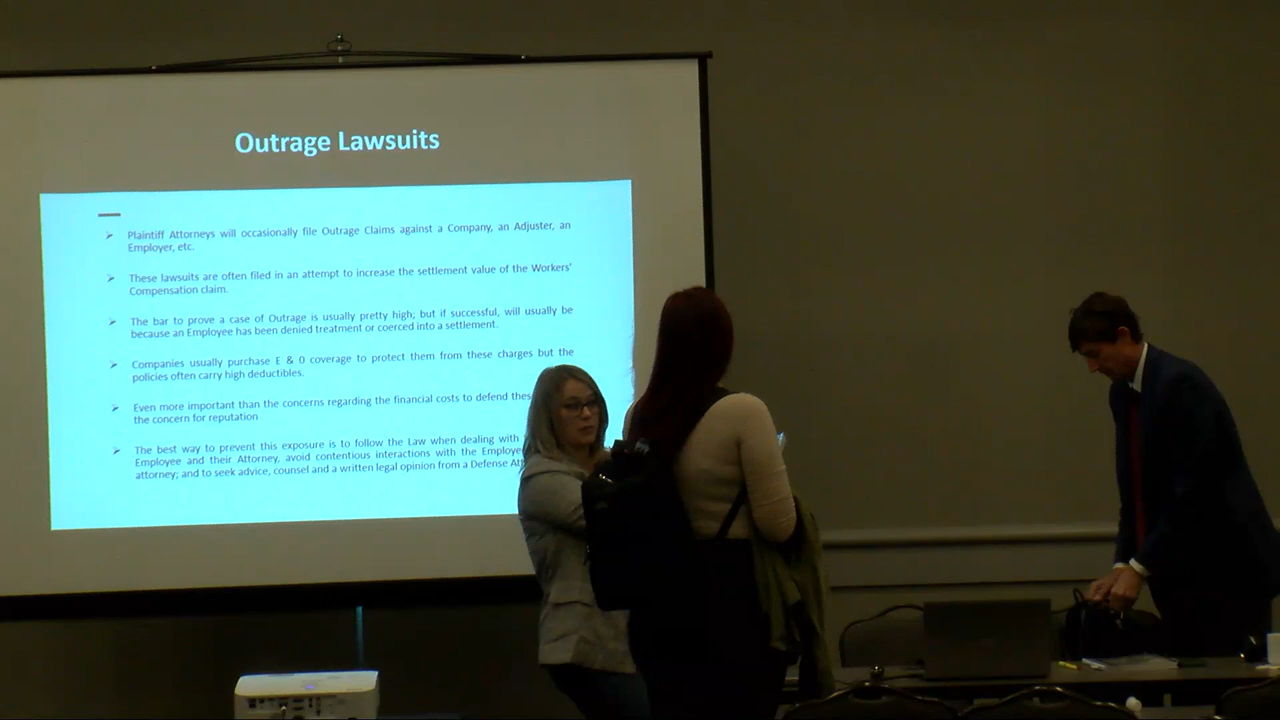 Outrage Lawsuits
Plaintiff Attorneys will occasionally file Outrage Claims against a Company, an Adjuster, an
Employer, etc.
These lawsuits are often filed in an attempt to increase the settlement value of the Workers'
Compensation claim.
The bar to prove a case of Outrage is usually pretty high; but if successful, will usually be
because an Employee has been denied treatment or coerced into a settlement.
Companies usually purchase E & O coverage to protect them from these charges but the
policies often carry high deductibles.
Even more important than the concerns regarding the financial costs to defend
the concern for reputation
The best way to prevent this exposure is to follow the Law when dealing with
Employee and their Attorney, avoid contentious interactions with the
attorney; and to seek advice, counsel and a written legal opinion from a Defense